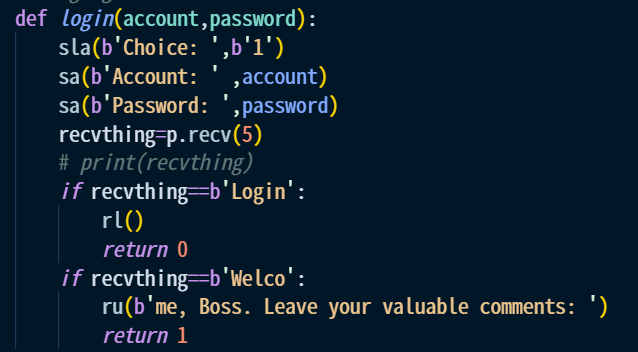 def login(account,password):
    sla(b'Choice: ',b'1')
    sa(b'Account: ' ,account)
    sa(b'Password: ',password)
    recvthing=p.recv(5)
    # print(recvthing)
    if recvthing==b'Login':
        rl()
        return 0
    if recvthing==b'Welco':
        ru(b'me, Boss. Leave your valuable comments: ')
        return 1